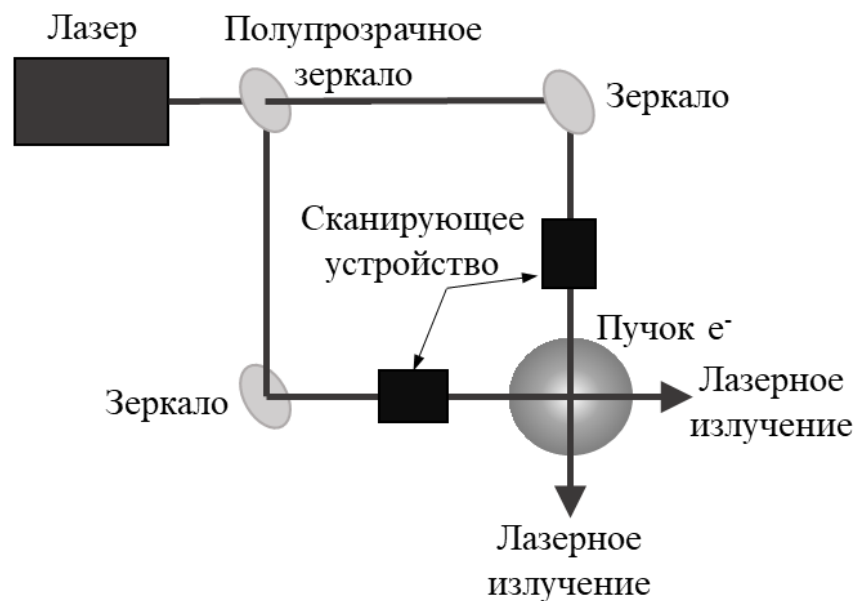 Лазер
Полупрозрачное
зеркало
Зеркало
Сканирующее
устройство
Пучок e⁻
Зеркало
Лазерное
излучение
Лазерное
излучение